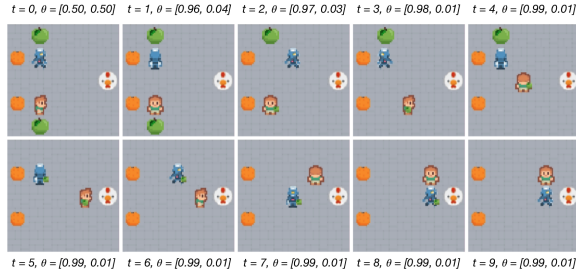 t = 0, θ = [0.50, 0.50]
t = 1, θ = [0.96, 0.04]
t = 2, θ = [0.97, 0.03]
t = 3, θ = [0.98, 0.01]
t = 4, θ = [0.99, 0.01]
t = 5, θ = [0.99, 0.01]
t = 6, θ = [0.99, 0.01]
t = 7, θ = [0.99, 0.01]
t = 8, θ = [0.99, 0.01]
t = 9, θ = [0.99, 0.01]